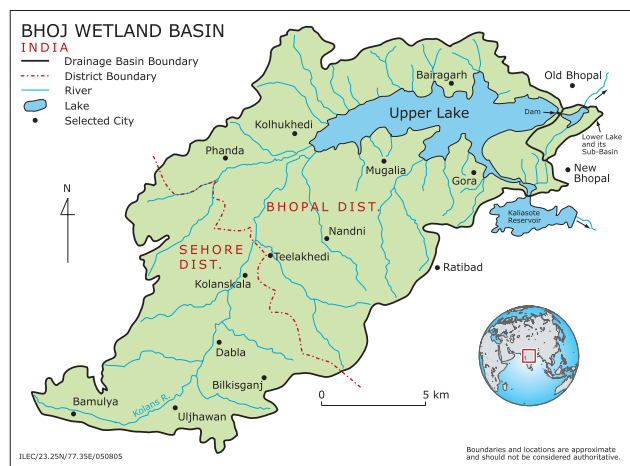 BHOJ WETLAND BASIN
INDIA
Drainage Basin Boundary
District Boundary
River
Lake
Selected City
Bairagarh
Old Bhopal
Upper Lake
Dam
Kolhukhedi
Lower Lake
and its
Sub-Basin
Phanda
Mugalia
Gora
New
Bhopal
N
BHOPAL DIST.
Kaliasote
Reservoir
Nandni
SEHORE
DIST.
Teelakhedi
Ratibad
Kolanskala
Dabla
Bilkisganj
0
5 km
Bamulya
Kolans R.
Uljhawan
ILEC/23.25N/77.35E/050805
Boundaries and locations are approximate
and should not be considered authoritative.